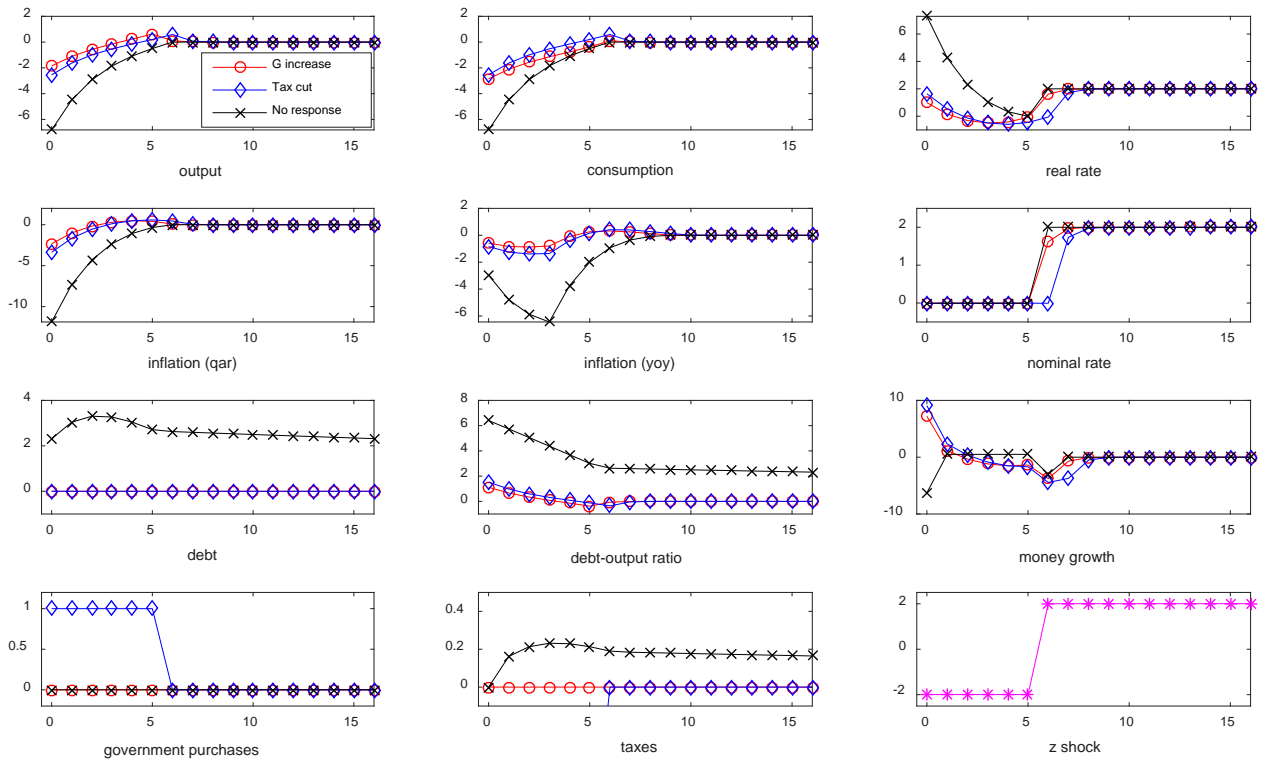 2
0
-2
-4
-6
0 5 10 15
output
G increase
Tax cut
No response
2
0
-2
-4
-6
0 5 10 15
consumption
6
4
2
0
0 5 10 15
real rate
0
-5
-10
0 5 10 15
inflation (qar)
2
0
-2
-4
-6
0 5 10 15
inflation (yoy)
2
1
0
0 5 10 15
nominal rate
4
2
0
0 5 10 15
debt
8
6
4
2
0
0 5 10 15
debt-output ratio
10
0
-10
0 5 10 15
money growth
1
0.5
0
0 5 10 15
government purchases
0.4
0.2
0
0 5 10 15
taxes
2
0
-2
0 5 10 15
z shock